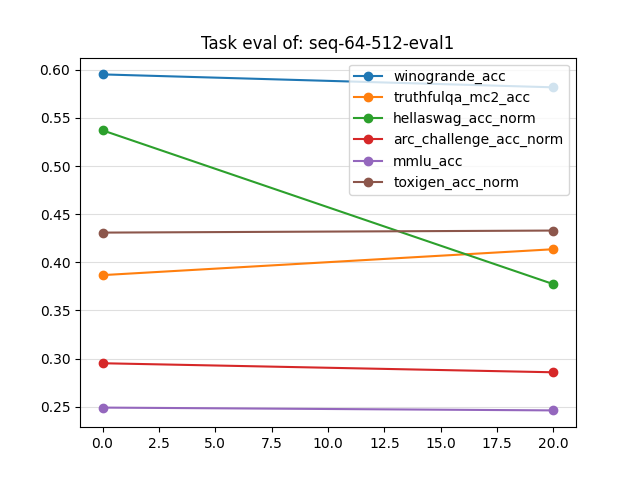 Task eval of: seq-64-512-eval1
0.60
0.55
0.50
0.45
0.40
0.35
0.30
0.25
winogrande_acc
truthfulqa_mc2_acc
hellaswag_acc_norm
arc_challenge_acc_norm
mmlu_acc
toxigen_acc_norm
0.0 2.5 5.0 7.5 10.0 12.5 15.0 17.5 20.0